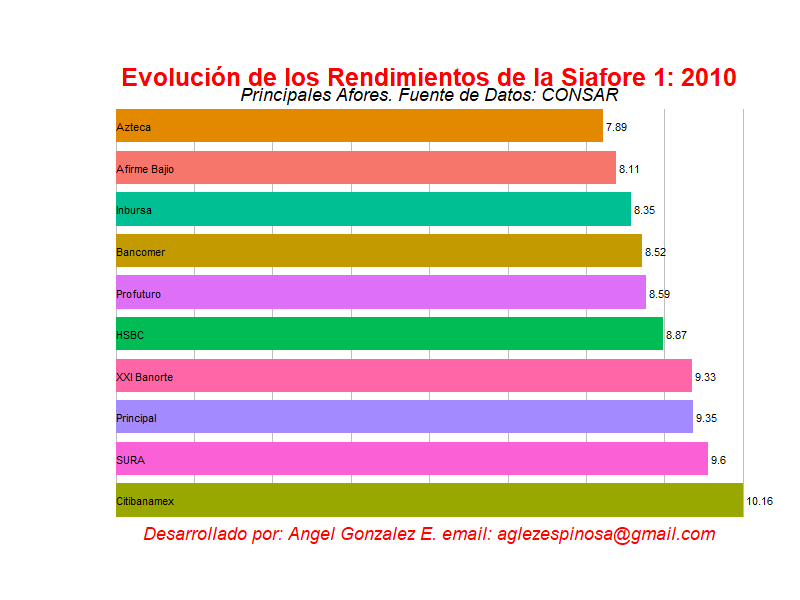 Evolución de los Rendimientos de la Siafore 1: 2010
Principales Afores. Fuente de Datos: CONSAR
Azteca 7.89
Afirme Bajio 8.11
Inbursa 8.35
Bancomer 8.52
Profuturo 8.59
HSBC 8.87
XXI Banorte 9.33
Principal 9.35
SURA 9.6
Citibanamex 10.16
Desarrollado por: Angel Gonzalez E. email: aglezespinosa@gmail.com